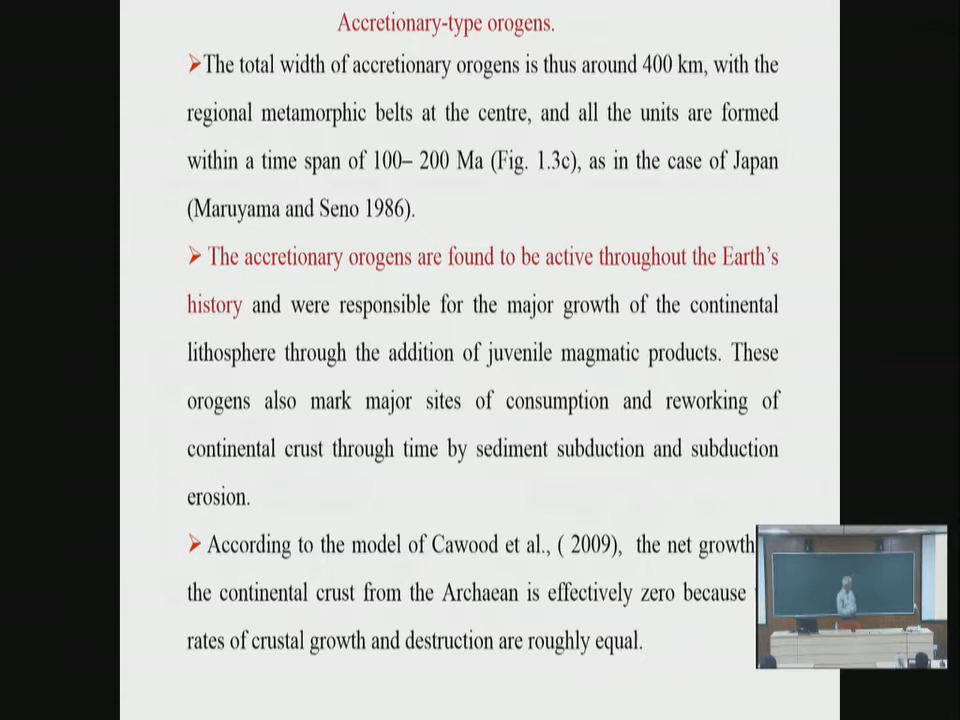 Accretionary-type orogens.
➢The total width of accretionary orogens is thus around 400 km, with the
regional metamorphic belts at the centre, and all the units are formed
within a time span of 100– 200 Ma (Fig. 1.3c), as in the case of Japan
(Maruyama and Seno 1986).
➢ The accretionary orogens are found to be active throughout the Earth's
history and were responsible for the major growth of the continental
lithosphere through the addition of juvenile magmatic products. These
orogens also mark major sites of consumption and reworking of
continental crust through time by sediment subduction and subduction
erosion.
➢ According to the model of Cawood et al., ( 2009), the net growth
the continental crust from the Archaean is effectively zero because
rates of crustal growth and destruction are roughly equal.